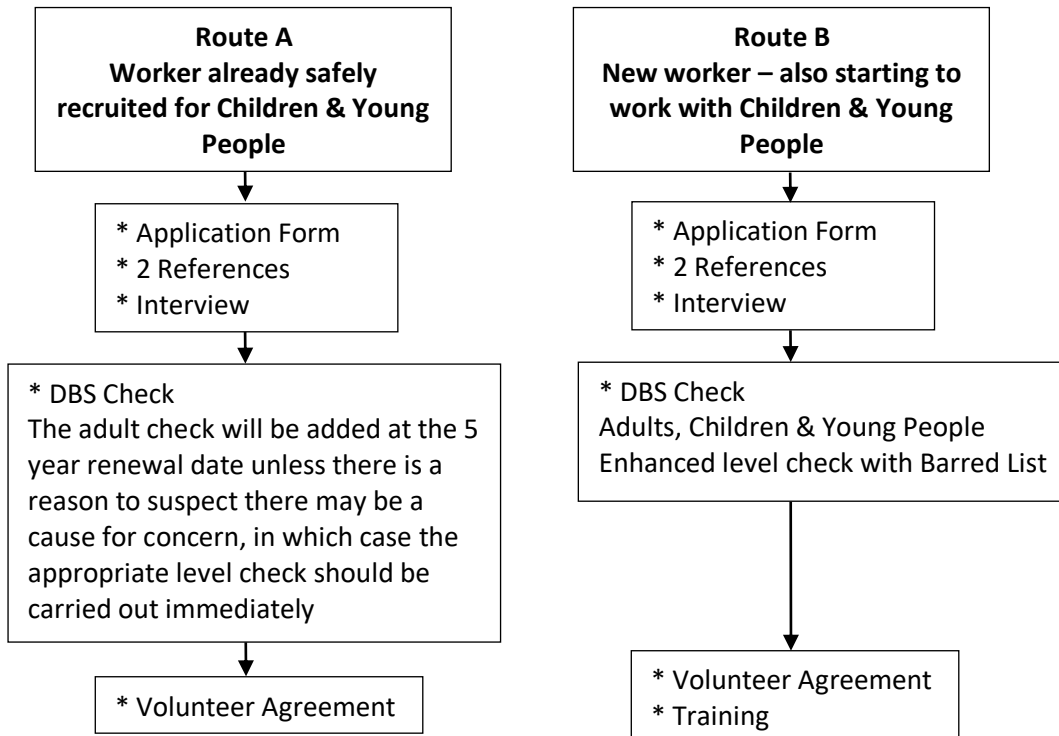 Route A
Worker already safely
recruited for Children & Young
People
* Application Form
* 2 References
* Interview
* DBS Check
The adult check will be added at the 5
year renewal date unless there is a
reason to suspect there may be a
cause for concern, in which case the
appropriate level check should be
carried out immediately
* Volunteer Agreement
Route B
New worker – also starting to
work with Children & Young
People
* Application Form
* 2 References
* Interview
* DBS Check
Adults, Children & Young People
Enhanced level check with Barred List
* Volunteer Agreement
* Training